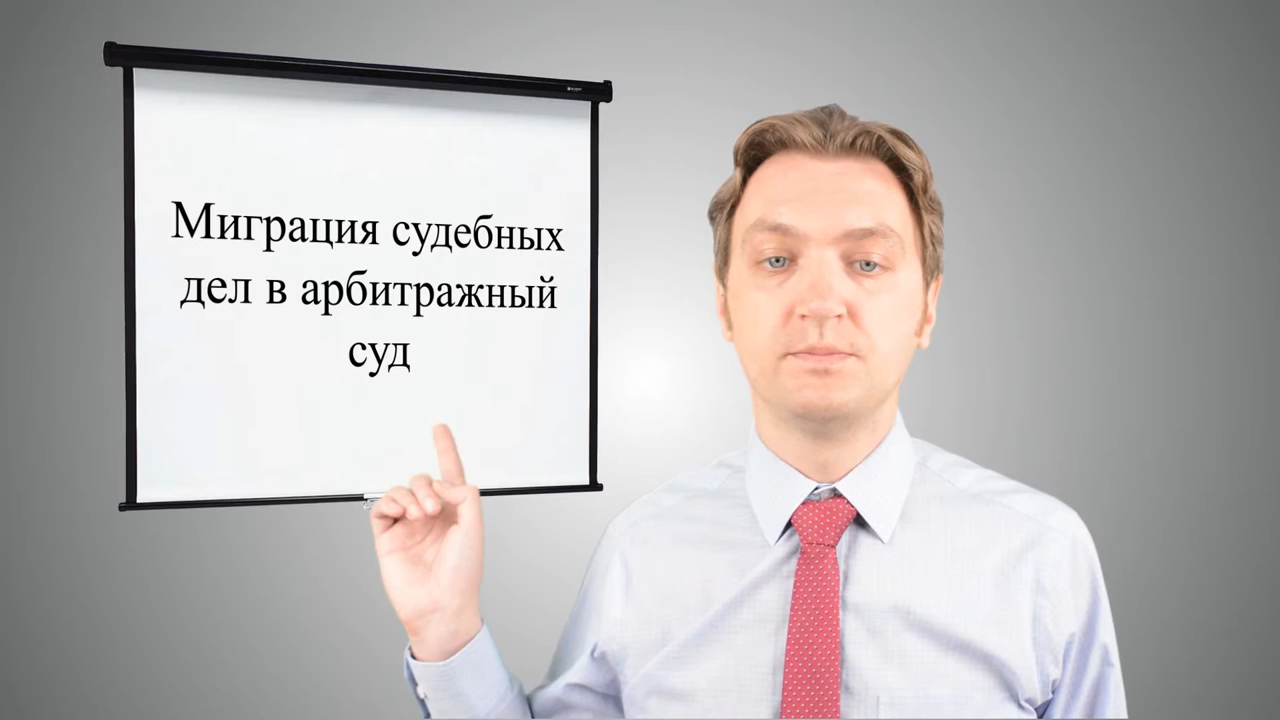 Миграция судебных
дел в арбитражный
суд